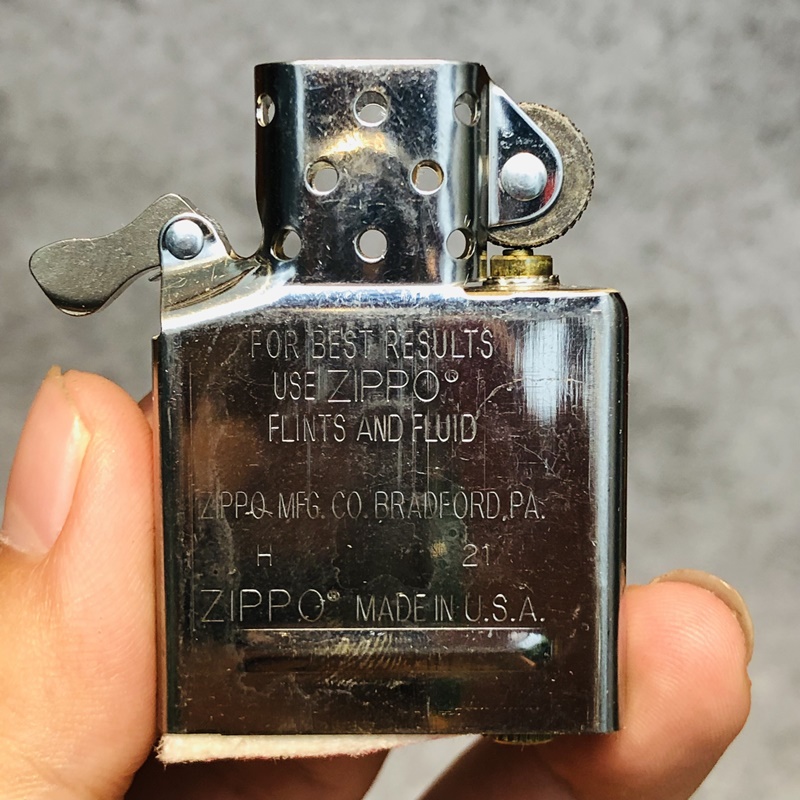 FOR BEST RESULTS
USE ZIPPO®
FLINTS AND FLUID
ZIPPO MFG. CO. BRADFORD, PA.
H 21
ZIPPO® MADE IN U.S.A.